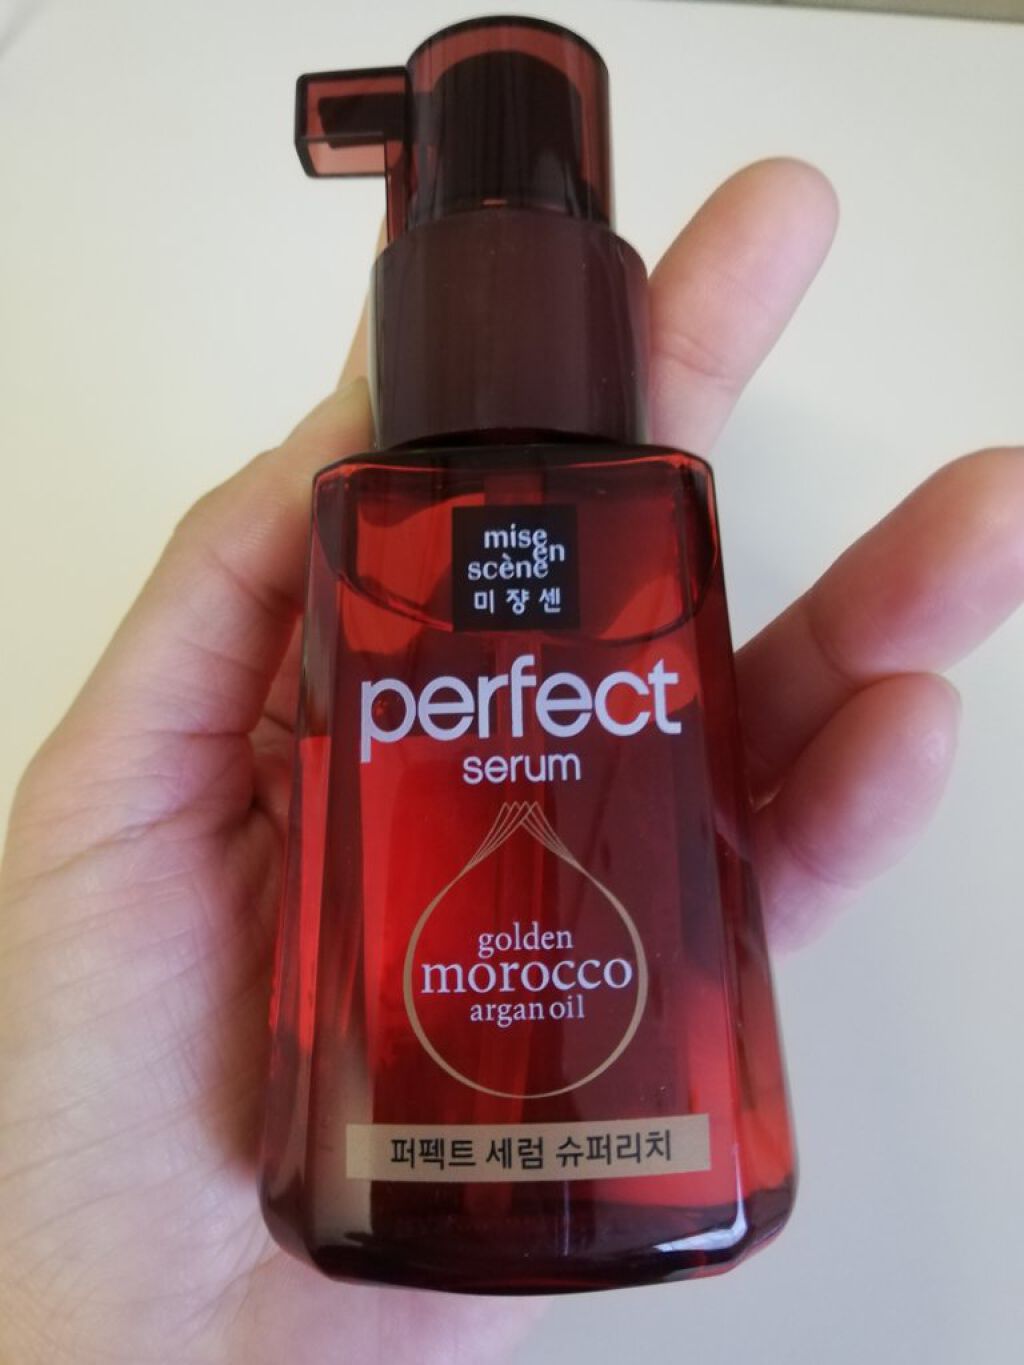 mise
en
scène
미쟝센
perfect
serum
golden
morocco
argan oil
퍼펙트 세럼 슈퍼리치